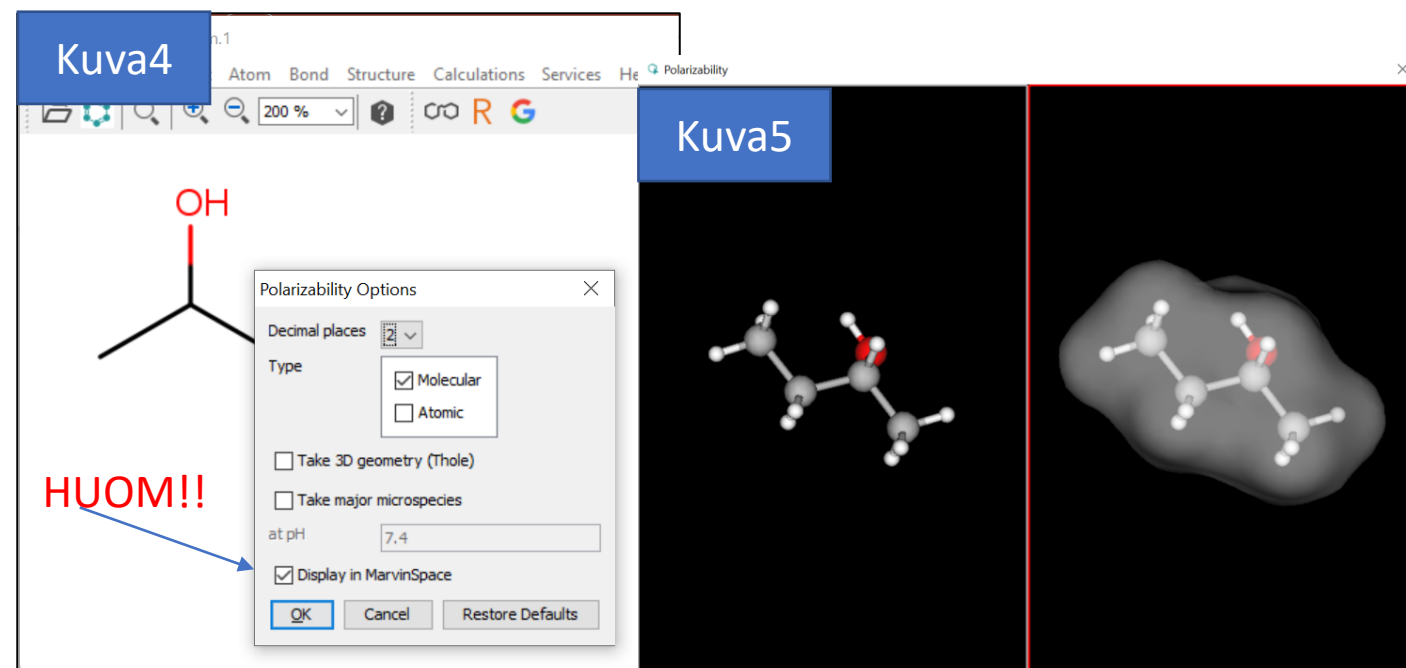 Kuva4
n.1
Atom Bond Structure Calculations Services He
200 %
R G
OH
Polarizability Options
Decimal places 2
Type
Molecular
Atomic
Take 3D geometry (Thole)
Take major microspecies
at pH 7.4
Display in MarvinSpace
OK Cancel Restore Defaults
HUOM!!
Polarizability
Kuva5